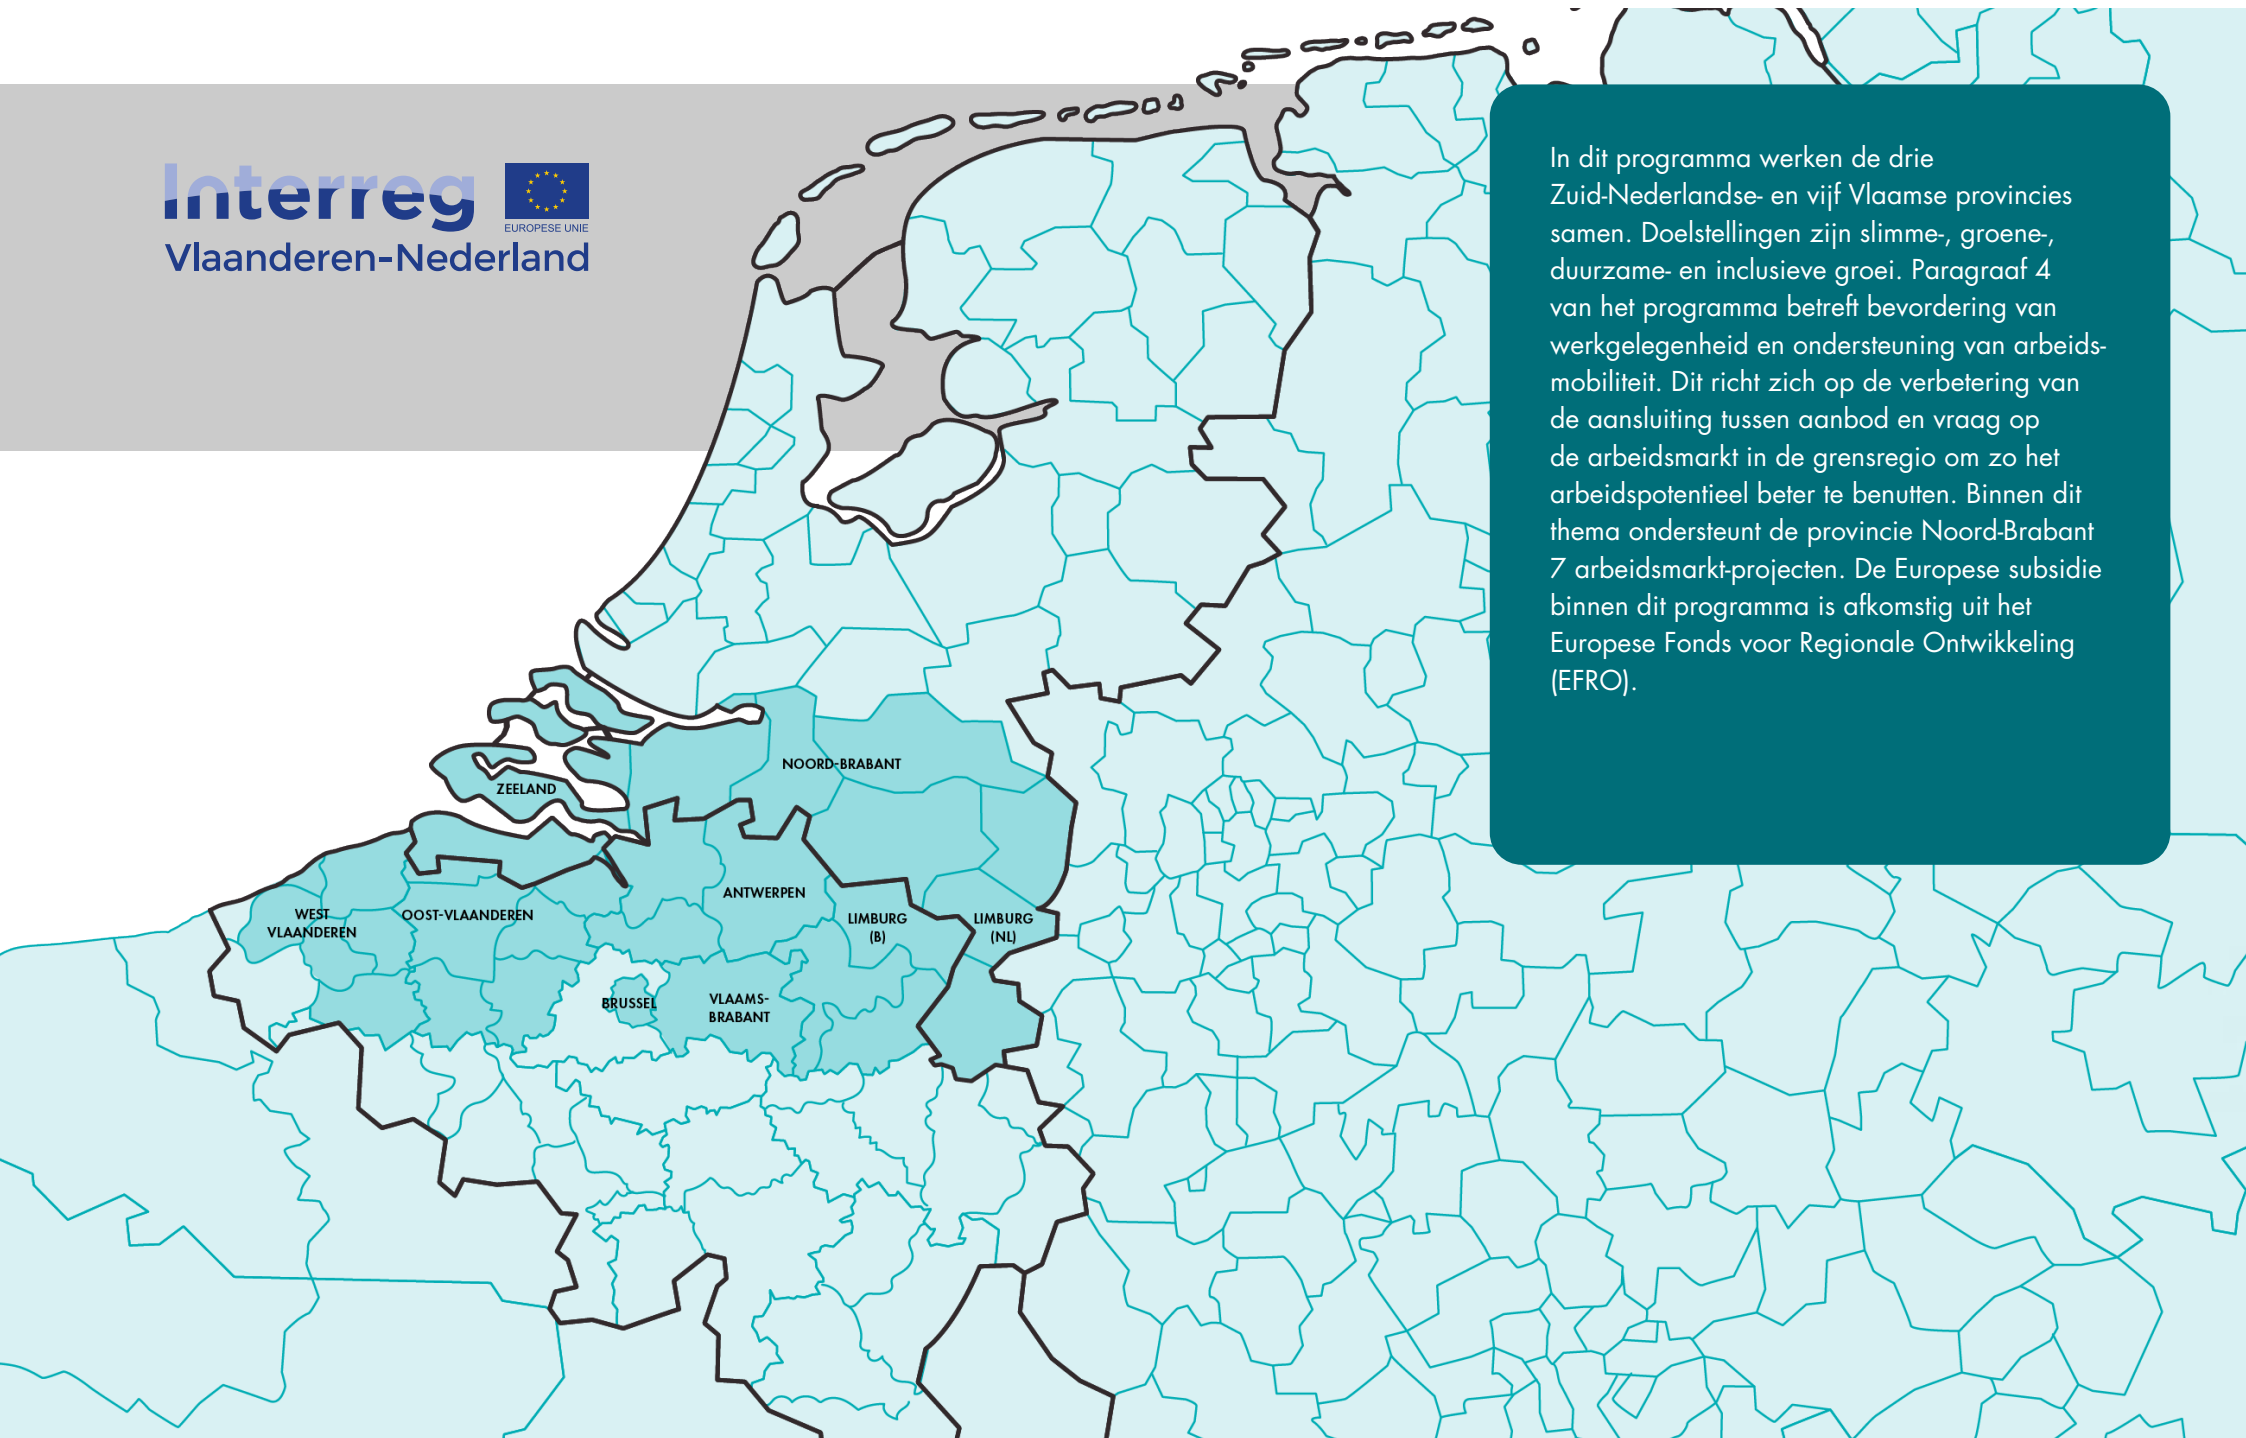 Interreg
EUROPESE UNIE
Vlaanderen-Nederland
In dit programma werken de drie
Zuid-Nederlandse- en vijf Vlaamse provincies
samen. Doelstellingen zijn slimme-, groene-,
duurzame- en inclusieve groei. Paragraaf 4
van het programma betreft bevordering van
werkgelegenheid en ondersteuning van arbeids-
mobiliteit. Dit richt zich op de verbetering van
de aansluiting tussen aanbod en vraag op
de arbeidsmarkt in de grensregio om zo het
arbeidspotentieel beter te benutten. Binnen dit
thema ondersteunt de provincie Noord-Brabant
7 arbeidsmarkt-projecten. De Europese subsidie
binnen dit programma is afkomstig uit het
Europese Fonds voor Regionale Ontwikkeling
(EFRO).
NOORD-BRABANT
ZEELAND
ANTWERPEN
WEST
VLAANDEREN
OOST-VLAANDEREN
LIMBURG
(B)
LIMBURG
(NL)
BRUSSEL
VLAAMS-
BRABANT